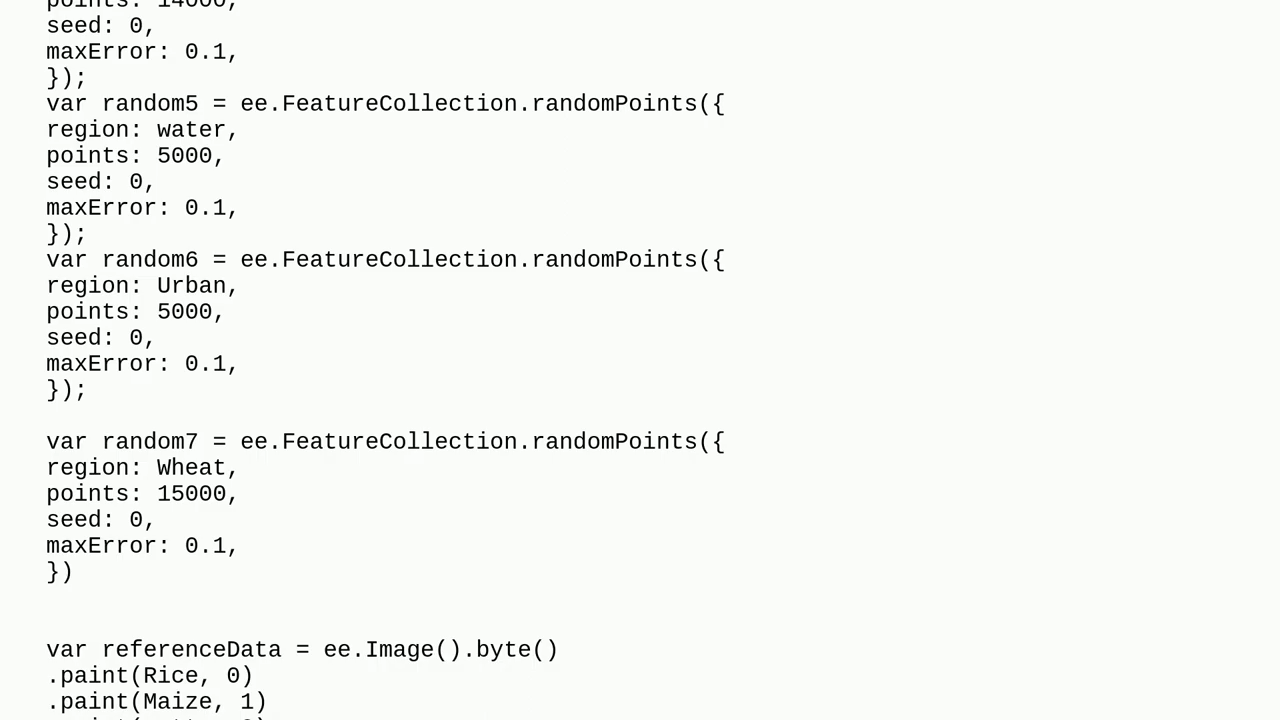 points: 14000,
seed: 0,
maxError: 0.1,
});
var random5 = ee.FeatureCollection.randomPoints({
region: water,
points: 5000,
seed: 0,
maxError: 0.1,
});
var random6 = ee.FeatureCollection.randomPoints({
region: Urban,
points: 5000,
seed: 0,
maxError: 0.1,
});
var random7 = ee.FeatureCollection.randomPoints({
region: Wheat,
points: 15000,
seed: 0,
maxError: 0.1,
})
var referenceData = ee.Image().byte()
.paint(Rice, 0)
.paint(Maize, 1)